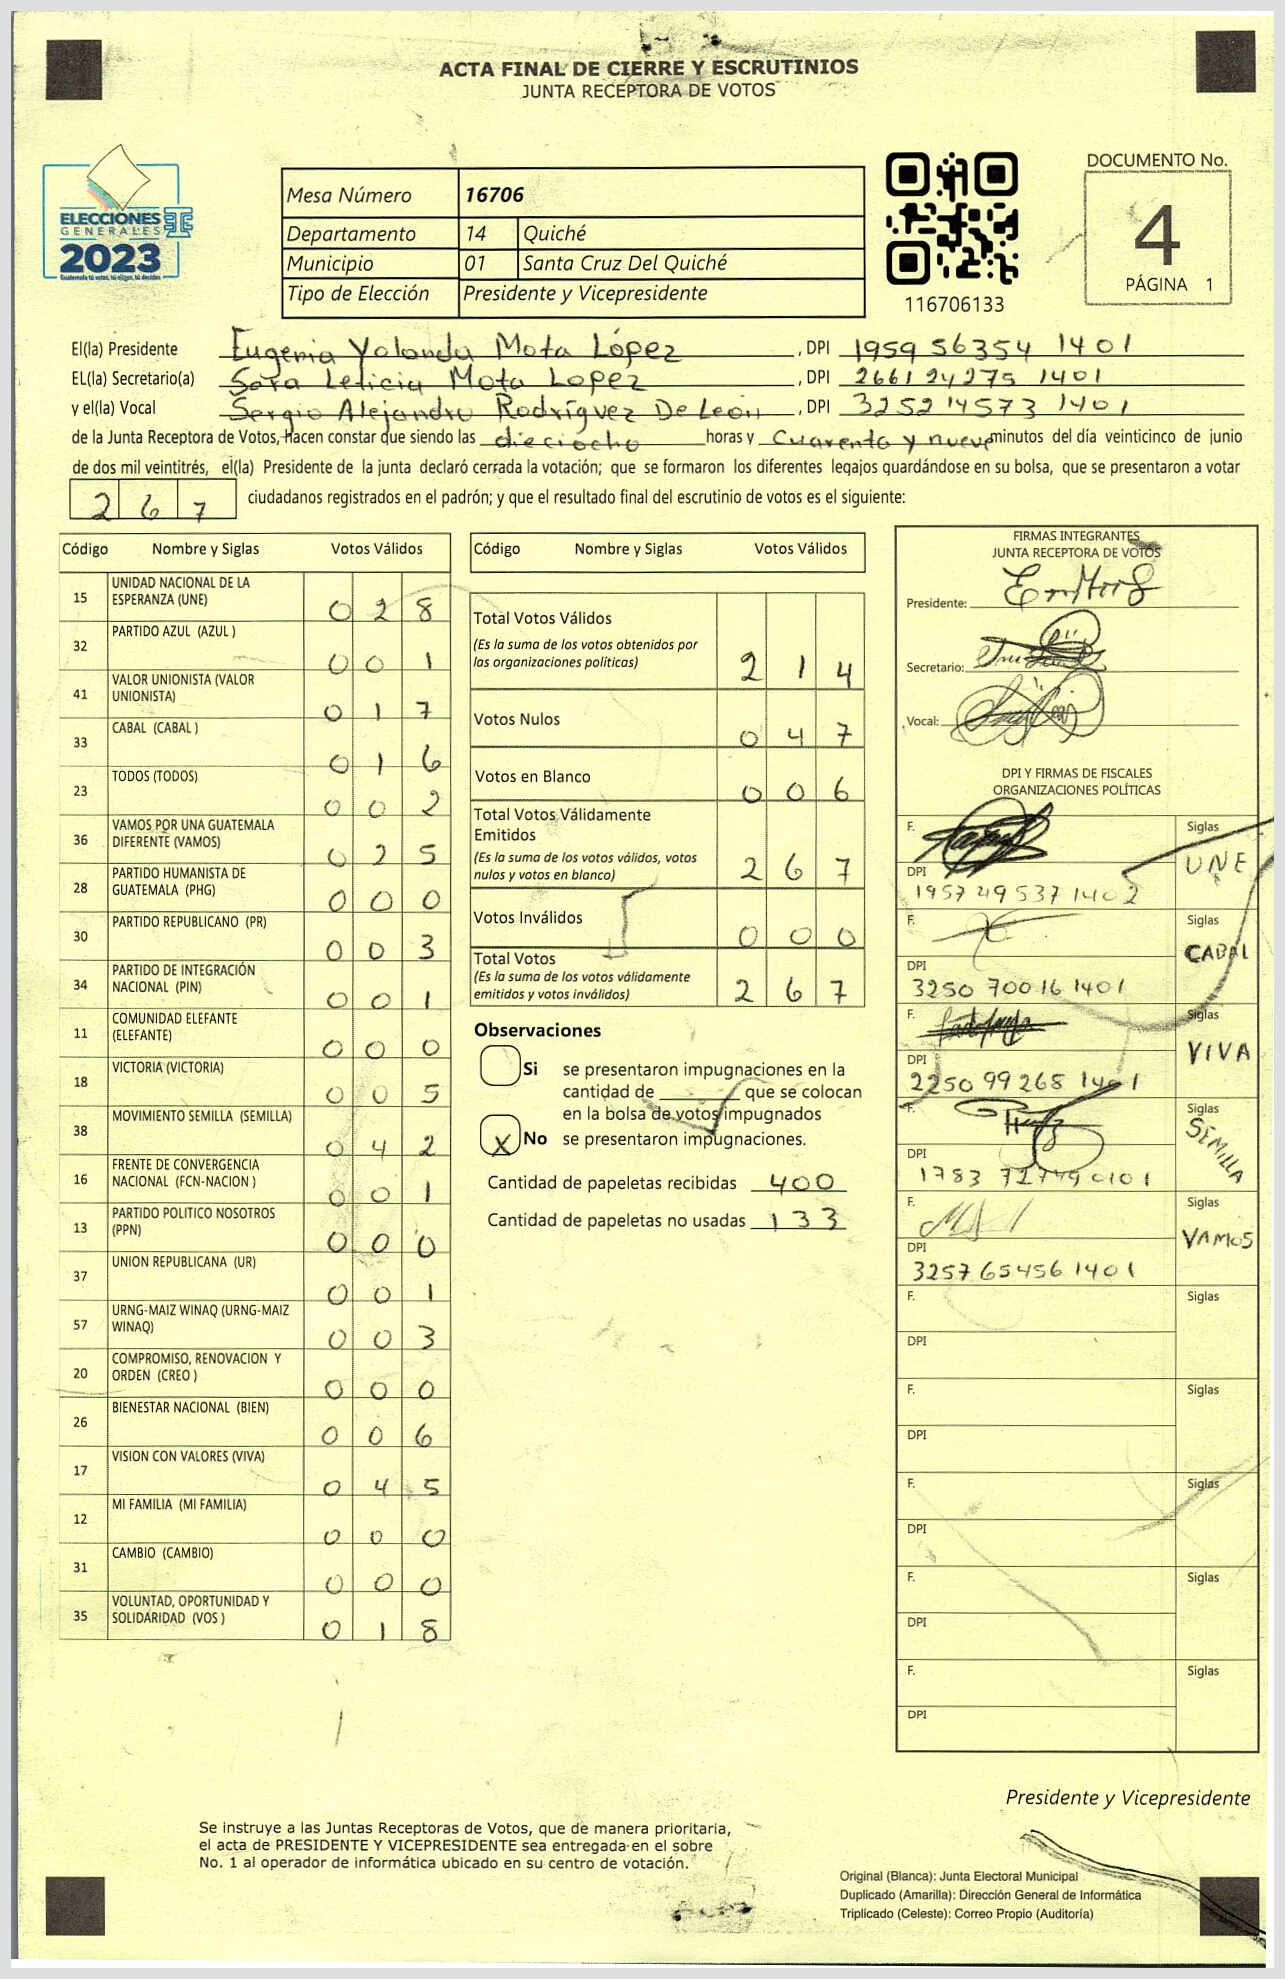 ACTA FINAL DE CIERRE Y ESCRUTINIOS
JUNTA RECEPTORA DE VOTOS
ELECCIONES
GENERALES
2023
Guatemala tú votas, tú eliges, tú decides
Mesa Número 16706
Departamento 14 Quiché
Municipio 01 Santa Cruz Del Quiché
Tipo de Elección Presidente y Vicepresidente
116706133
DOCUMENTO No.
4
PÁGINA 1
El(la) Presidente Eugenia Yolanda Mota López , DPI 1959 56354 1401
EL(la) Secretario(a) Sara Leticia Mota Lopez , DPI 2661 24275 1401
y el(la) Vocal Sergio Alejandro Rodríguez De León , DPI 3252 14573 1401
de la Junta Receptora de Votos, Hacen constar que siendo las dieciocho horas y cuarenta y nueve minutos del día veinticinco de junio
de dos mil veintitrés, el(la) Presidente de la junta declaró cerrada la votación; que se formaron los diferentes legajos guardándose en su bolsa, que se presentaron a votar
267 ciudadanos registrados en el padrón; y que el resultado final del escrutinio de votos es el siguiente:
Código Nombre y Siglas Votos Válidos
15 UNIDAD NACIONAL DE LA ESPERANZA (UNE) 0 2 8
32 PARTIDO AZUL (AZUL ) 0 0 1
41 VALOR UNIONISTA (VALOR UNIONISTA) 0 1 7
33 CABAL (CABAL ) 0 1 6
23 TODOS (TODOS) 0 0 2
36 VAMOS POR UNA GUATEMALA DIFERENTE (VAMOS) 0 2 5
28 PARTIDO HUMANISTA DE GUATEMALA (PHG) 0 0 0
30 PARTIDO REPUBLICANO (PR) 0 0 3
34 PARTIDO DE INTEGRACIÓN NACIONAL (PIN) 0 0 1
11 COMUNIDAD ELEFANTE (ELEFANTE) 0 0 0
18 VICTORIA (VICTORIA) 0 0 5
38 MOVIMIENTO SEMILLA (SEMILLA) 0 4 2
16 FRENTE DE CONVERGENCIA NACIONAL (FCN-NACION ) 0 0 1
13 PARTIDO POLITICO NOSOTROS (PPN) 0 0 0
37 UNION REPUBLICANA (UR) 0 0 1
57 URNG-MAIZ WINAQ (URNG-MAIZ WINAQ) 0 0 3
20 COMPROMISO, RENOVACION Y ORDEN (CREO ) 0 0 0
26 BIENESTAR NACIONAL (BIEN) 0 0 6
17 VISION CON VALORES (VIVA) 0 4 5
12 MI FAMILIA (MI FAMILIA) 0 0 0
31 CAMBIO (CAMBIO) 0 0 0
35 VOLUNTAD, OPORTUNIDAD Y SOLIDARIDAD (VOS ) 0 1 8
Código Nombre y Siglas Votos Válidos
Total Votos Válidos
(Es la suma de los votos obtenidos por
las organizaciones políticas) 2 1 4
Votos Nulos 0 4 7
Votos en Blanco 0 0 6
Total Votos Válidamente
Emitidos
(Es la suma de los votos válidos, votos
nulos y votos en blanco) 2 6 7
Votos Inválidos 0 0 0
Total Votos
(Es la suma de los votos válidamente
emitidos y votos inválidos) 2 6 7
Observaciones
Si se presentaron impugnaciones en la
cantidad de que se colocan
en la bolsa de votos impugnados
X No se presentaron impugnaciones.
Cantidad de papeletas recibidas 400
Cantidad de papeletas no usadas 133
FIRMAS INTEGRANTES
JUNTA RECEPTORA DE VOTOS
Presidente:
Secretario:
Vocal:
DPI Y FIRMAS DE FISCALES
ORGANIZACIONES POLÍTICAS
F. Siglas
UNE
DPI
1957 49537 1402
F. Siglas
CABAL
DPI
3250 70016 1401
F. Siglas
VIVA
DPI
2250 99268 1401
F. Siglas
SEMILLA
DPI
1783 72749 0101
F. Siglas
VAMOS
DPI
3257 65456 1401
F. Siglas
DPI
F. Siglas
DPI
F. Siglas
DPI
F. Siglas
DPI
F. Siglas
DPI
Presidente y Vicepresidente
Se instruye a las Juntas Receptoras de Votos, que de manera prioritaria,
el acta de PRESIDENTE Y VICEPRESIDENTE sea entregada en el sobre
No. 1 al operador de informática ubicado en su centro de votación.
Original (Blanca): Junta Electoral Municipal
Duplicado (Amarilla): Dirección General de Informática
Triplicado (Celeste): Correo Propio (Auditoría)